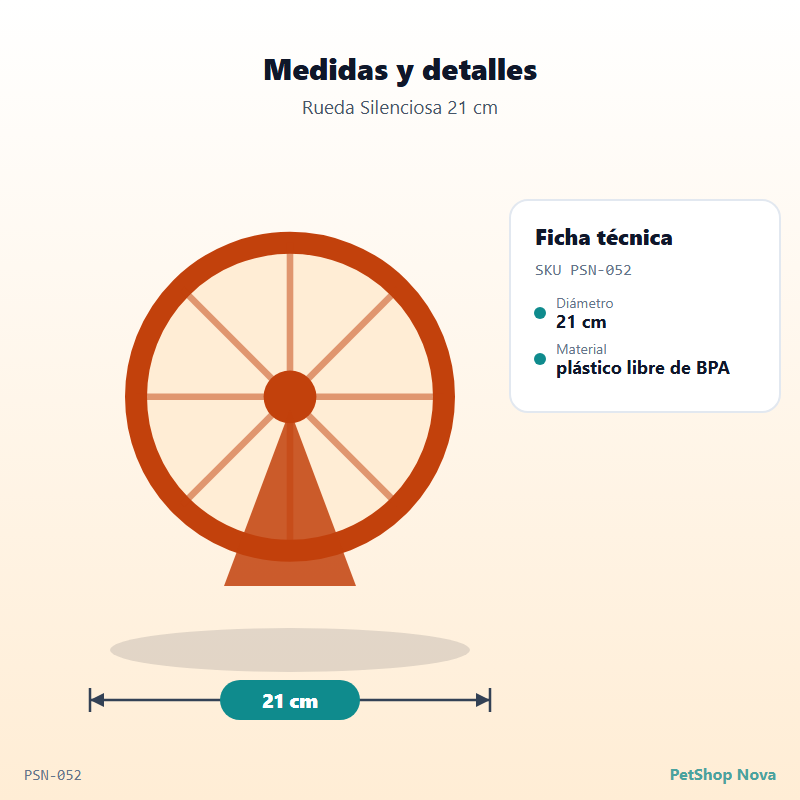 Medidas y detalles
Rueda Silenciosa 21 cm
Ficha técnica
SKU PSN-052
Diámetro
21 cm
Material
plástico libre de BPA
21 cm
PSN-052
PetShop Nova